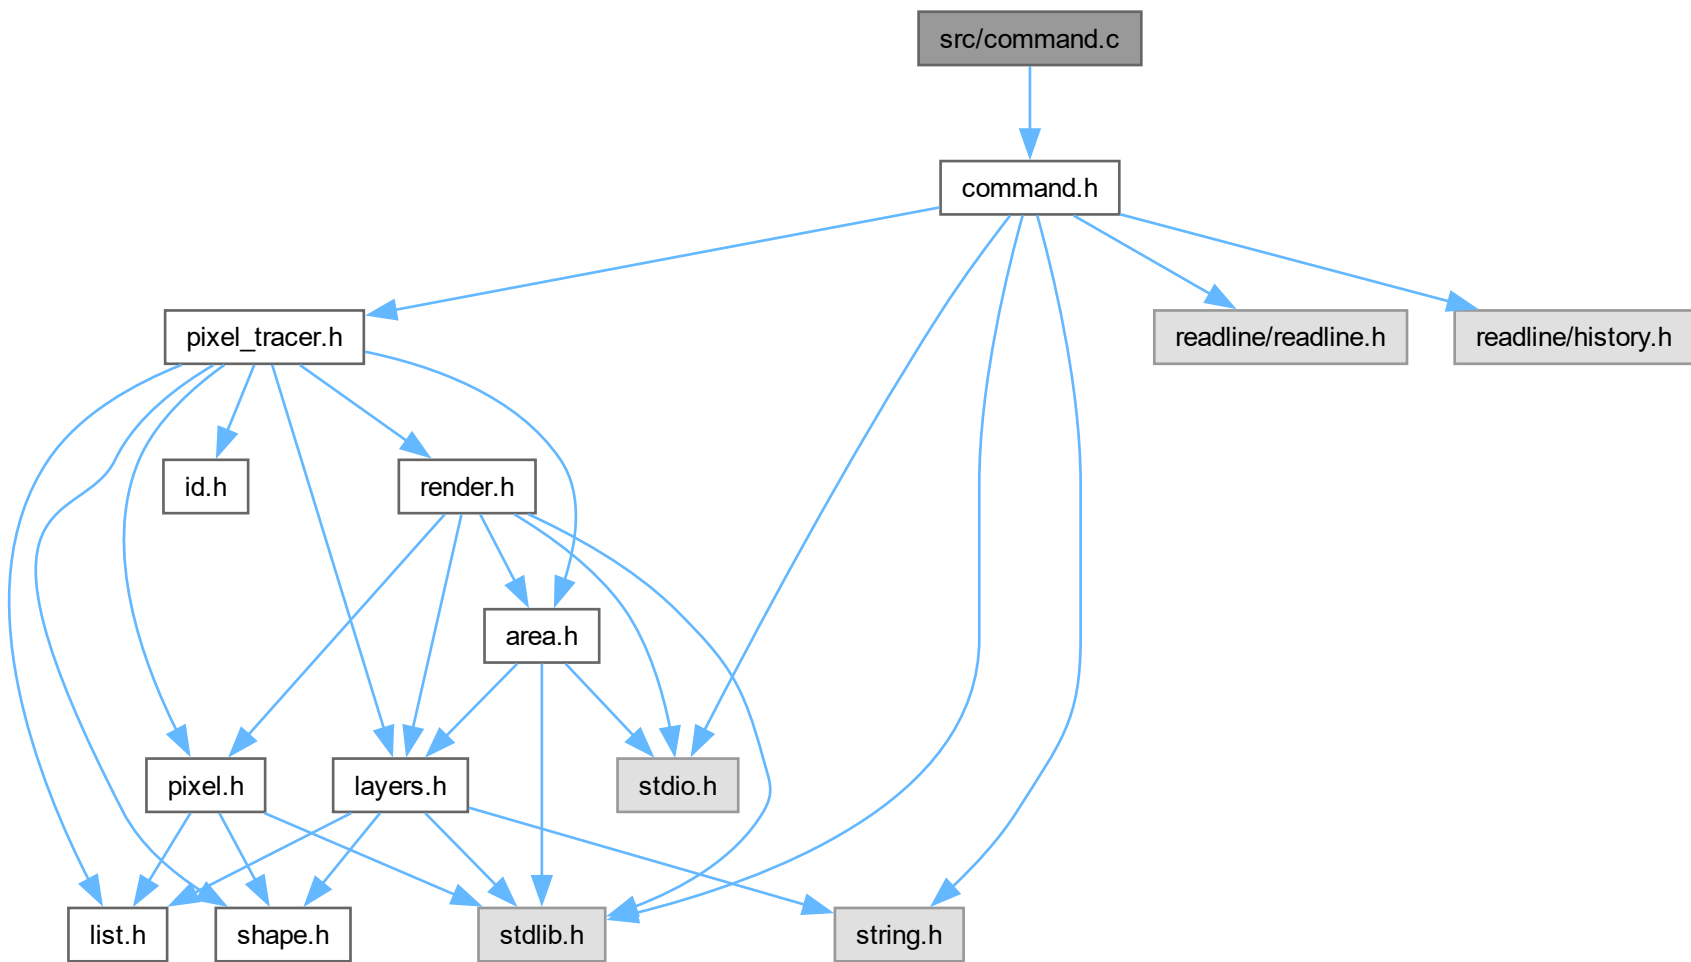 src/command.c
command.h
pixel_tracer.h
readline/readline.h
readline/history.h
id.h
render.h
area.h
pixel.h
layers.h
stdio.h
list.h
shape.h
stdlib.h
string.h